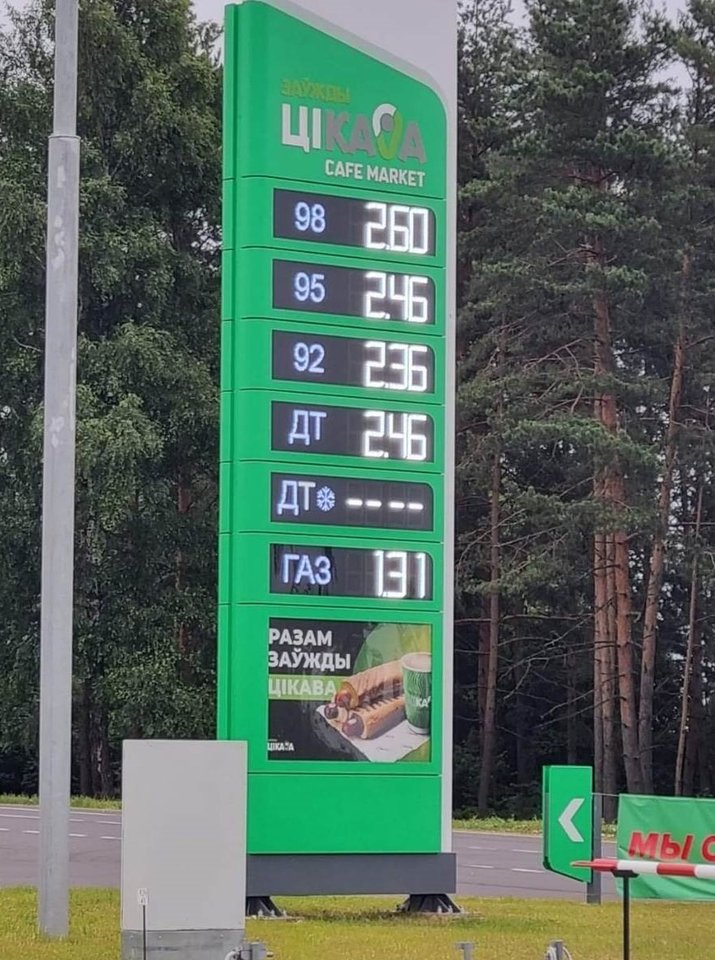 ЗАЎЖДЫ
ЦІКАВА
CAFE MARKET
98 2.60
95 2.46
92 2.36
ДТ 2.46
ДТ ----
ГАЗ 1.31
РАЗАМ
ЗАЎЖДЫ
ЦІКАВА
ЦІКАВА
МЫ